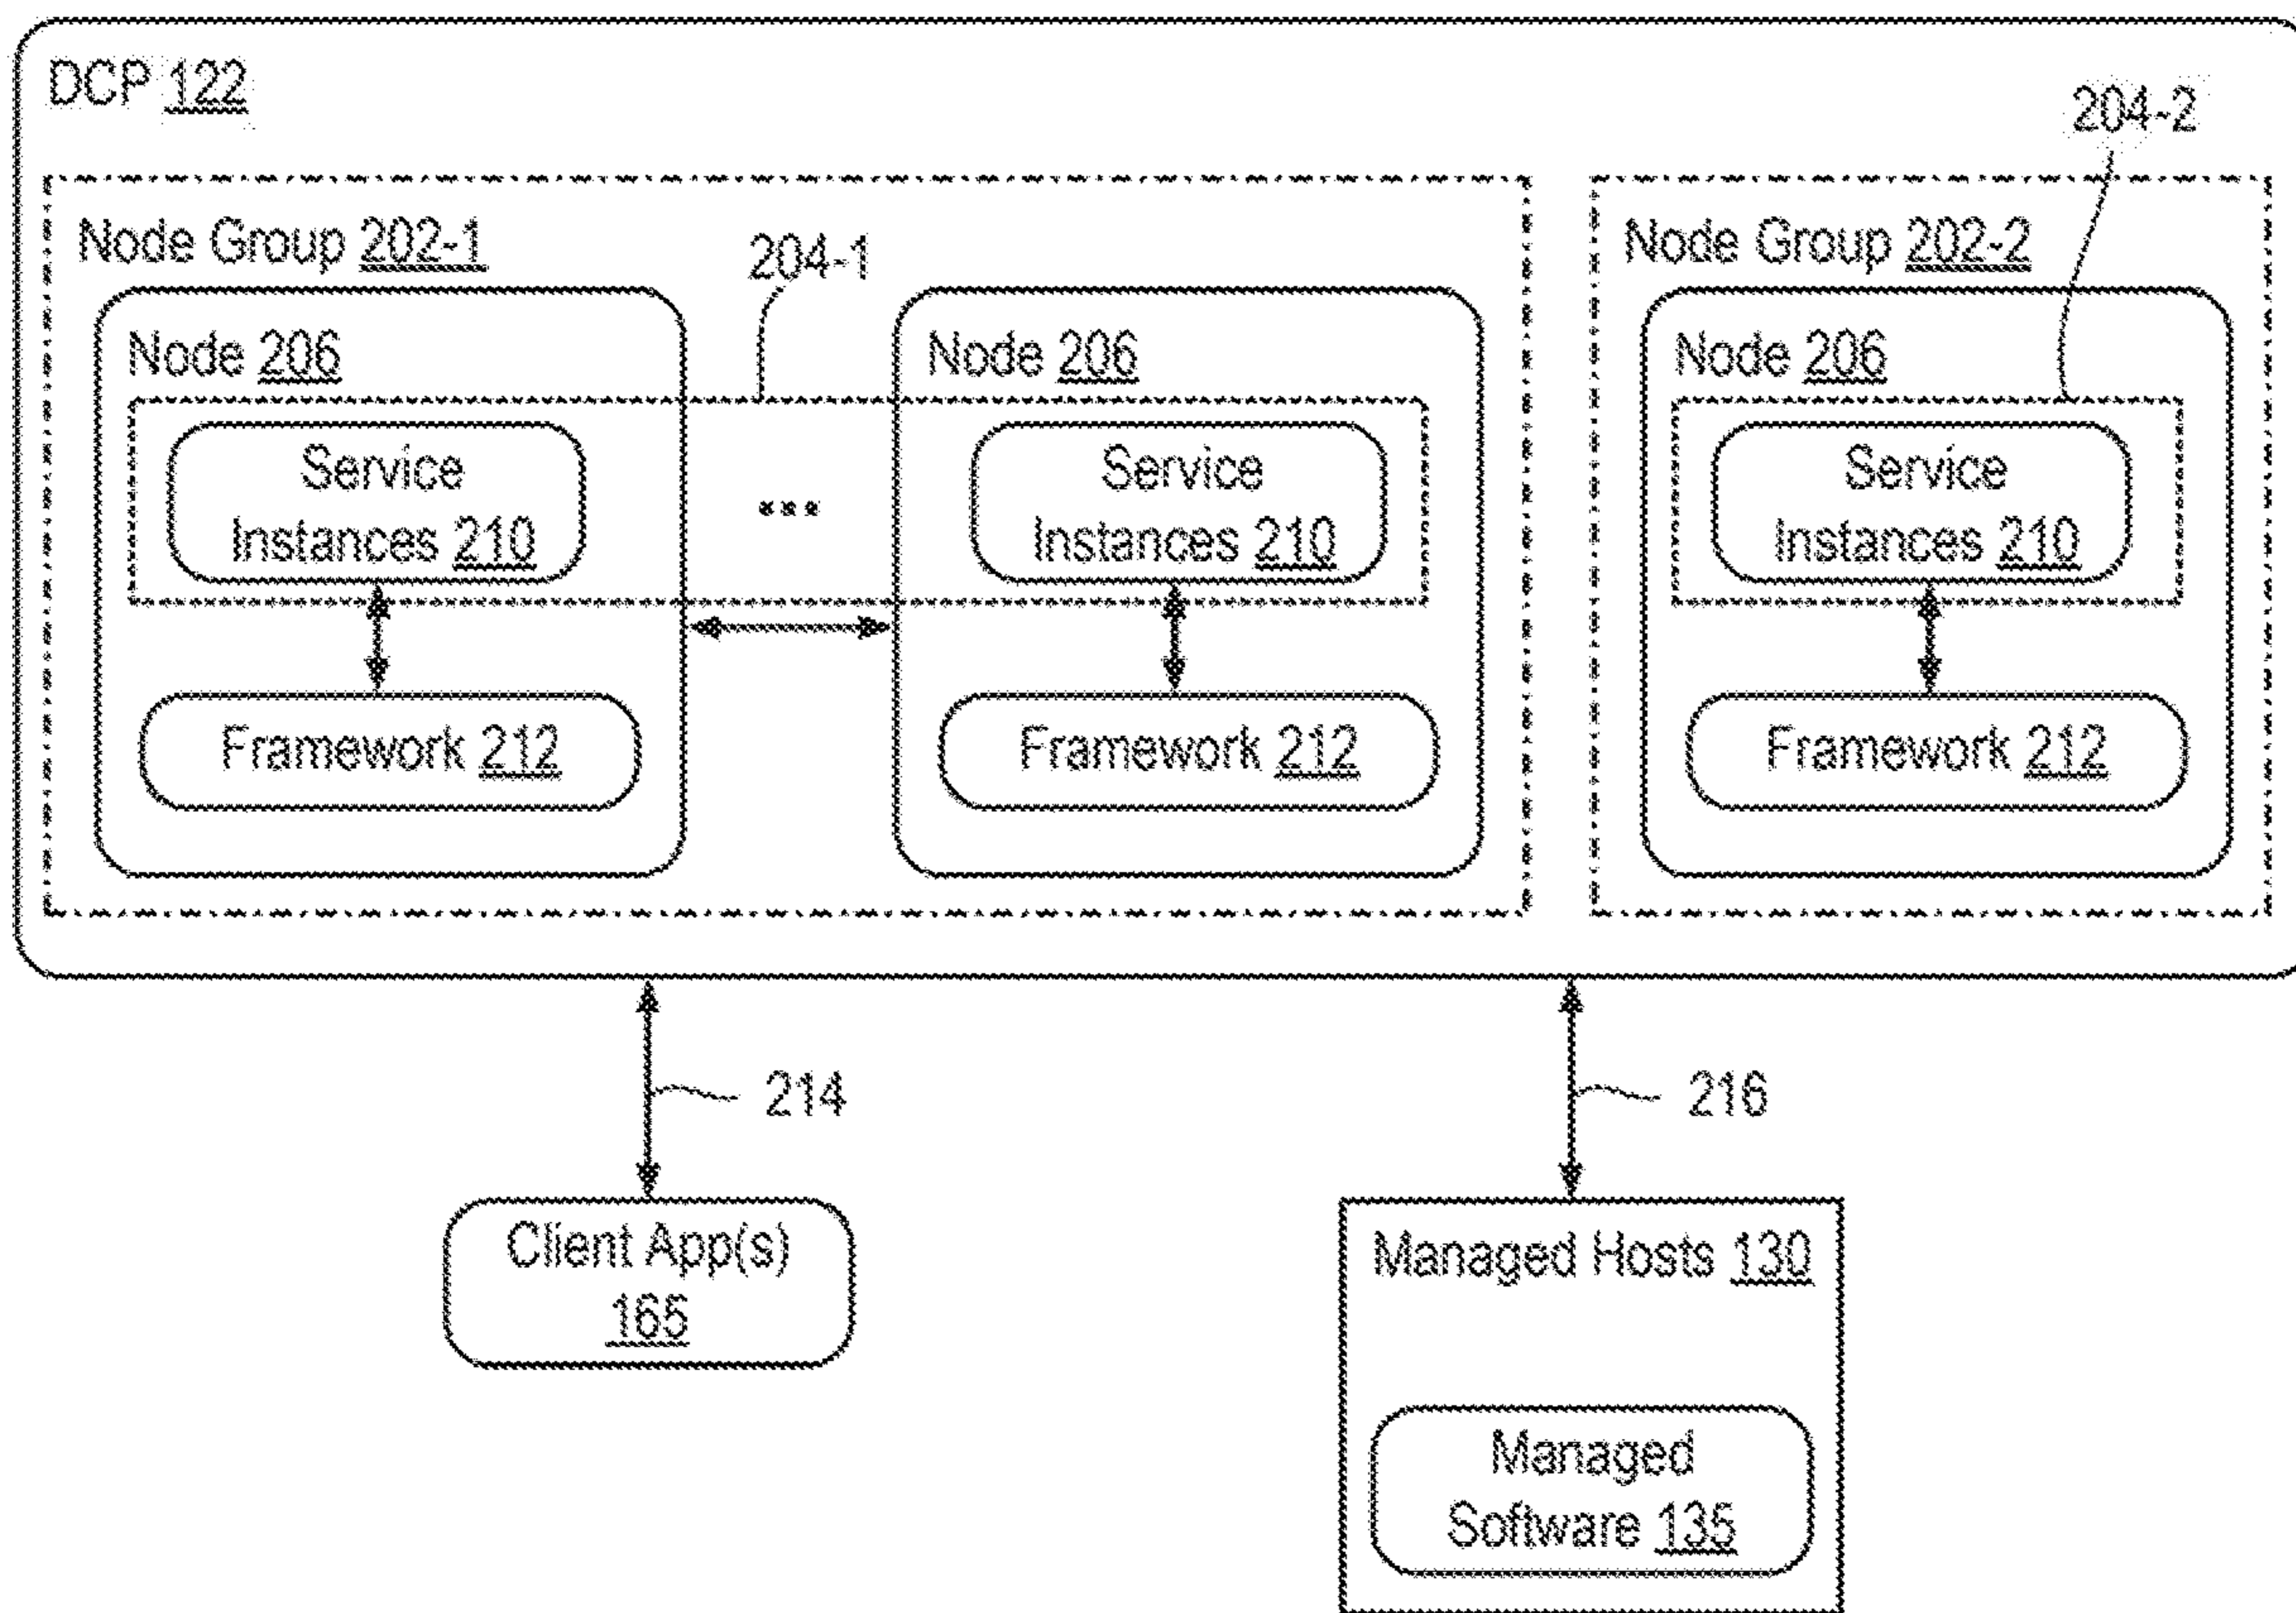 DCP 122
204-2
Node Group 202-1
204-1
Node Group 202-2
Node 206
Node 206
Node 206
Service
Instances 210
...
Service
Instances 210
Service
Instances 210
Framework 212
Framework 212
Framework 212
214
216
Client App(s)
165
Managed Hosts 130
Managed
Software 135